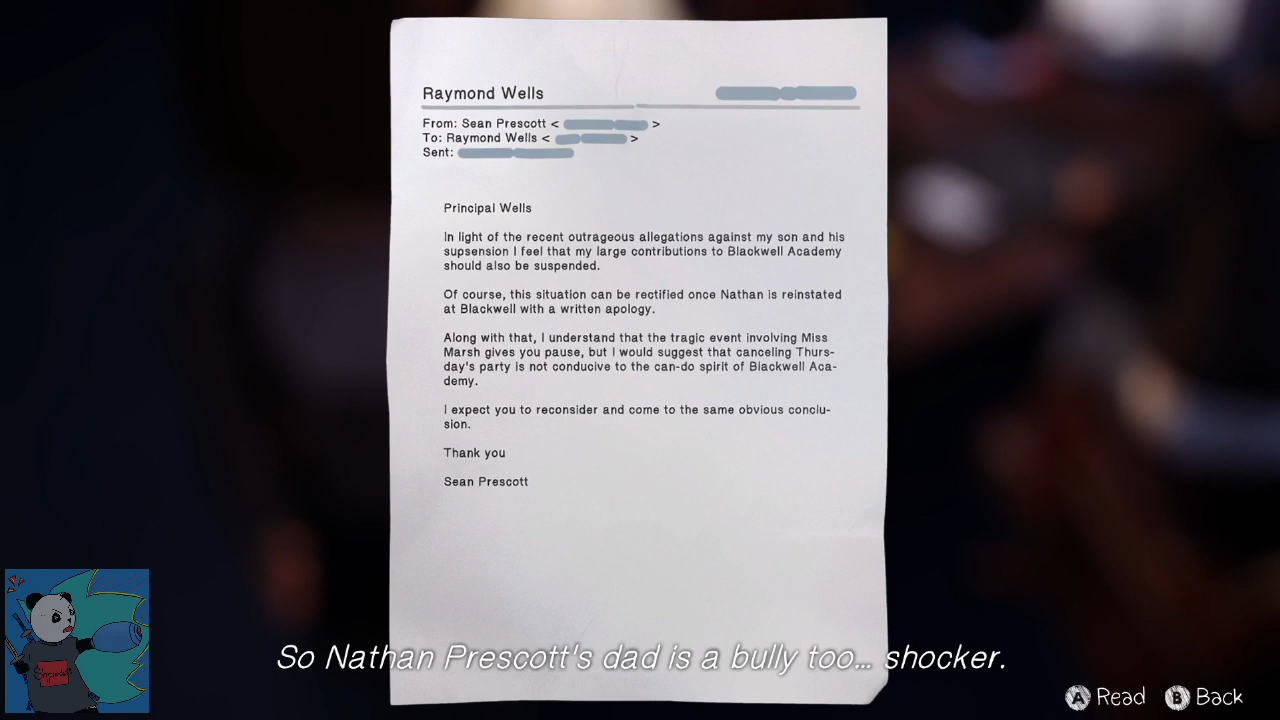 Raymond Wells
From: Sean Prescott < >
To: Raymond Wells < >
Sent:
Principal Wells
In light of the recent outrageous allegations against my son and his
supsension I feel that my large contributions to Blackwell Academy
should also be suspended.
Of course, this situation can be rectified once Nathan is reinstated
at Blackwell with a written apology.
Along with that, I understand that the tragic event involving Miss
Marsh gives you pause, but I would suggest that canceling Thurs-
day's party is not conducive to the can-do spirit of Blackwell Aca-
demy.
I expect you to reconsider and come to the same obvious conclu-
sion.
Thank you
Sean Prescott
So Nathan Prescott's dad is a bully too... shocker.
A Read B Back